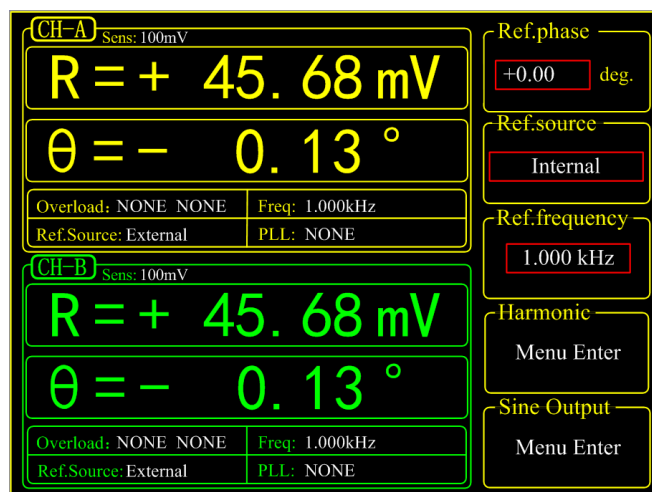 CH-A Sens: 100mV
R = + 45.68 mV
θ = - 0.13 °
Overload: NONE NONE Freq: 1.000kHz
Ref.Source: External PLL: NONE
CH-B Sens: 100mV
R = + 45.68 mV
θ = - 0.13 °
Overload: NONE NONE Freq: 1.000kHz
Ref.Source: External PLL: NONE
Ref.phase
+0.00 deg.
Ref.source
Internal
Ref.frequency
1.000 kHz
Harmonic
Menu Enter
Sine Output
Menu Enter